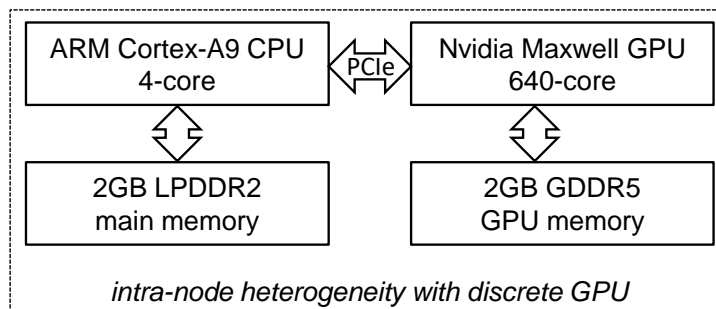 ARM Cortex-A9 CPU
4-core
PCIe
Nvidia Maxwell GPU
640-core
2GB LPDDR2
main memory
2GB GDDR5
GPU memory
intra-node heterogeneity with discrete GPU